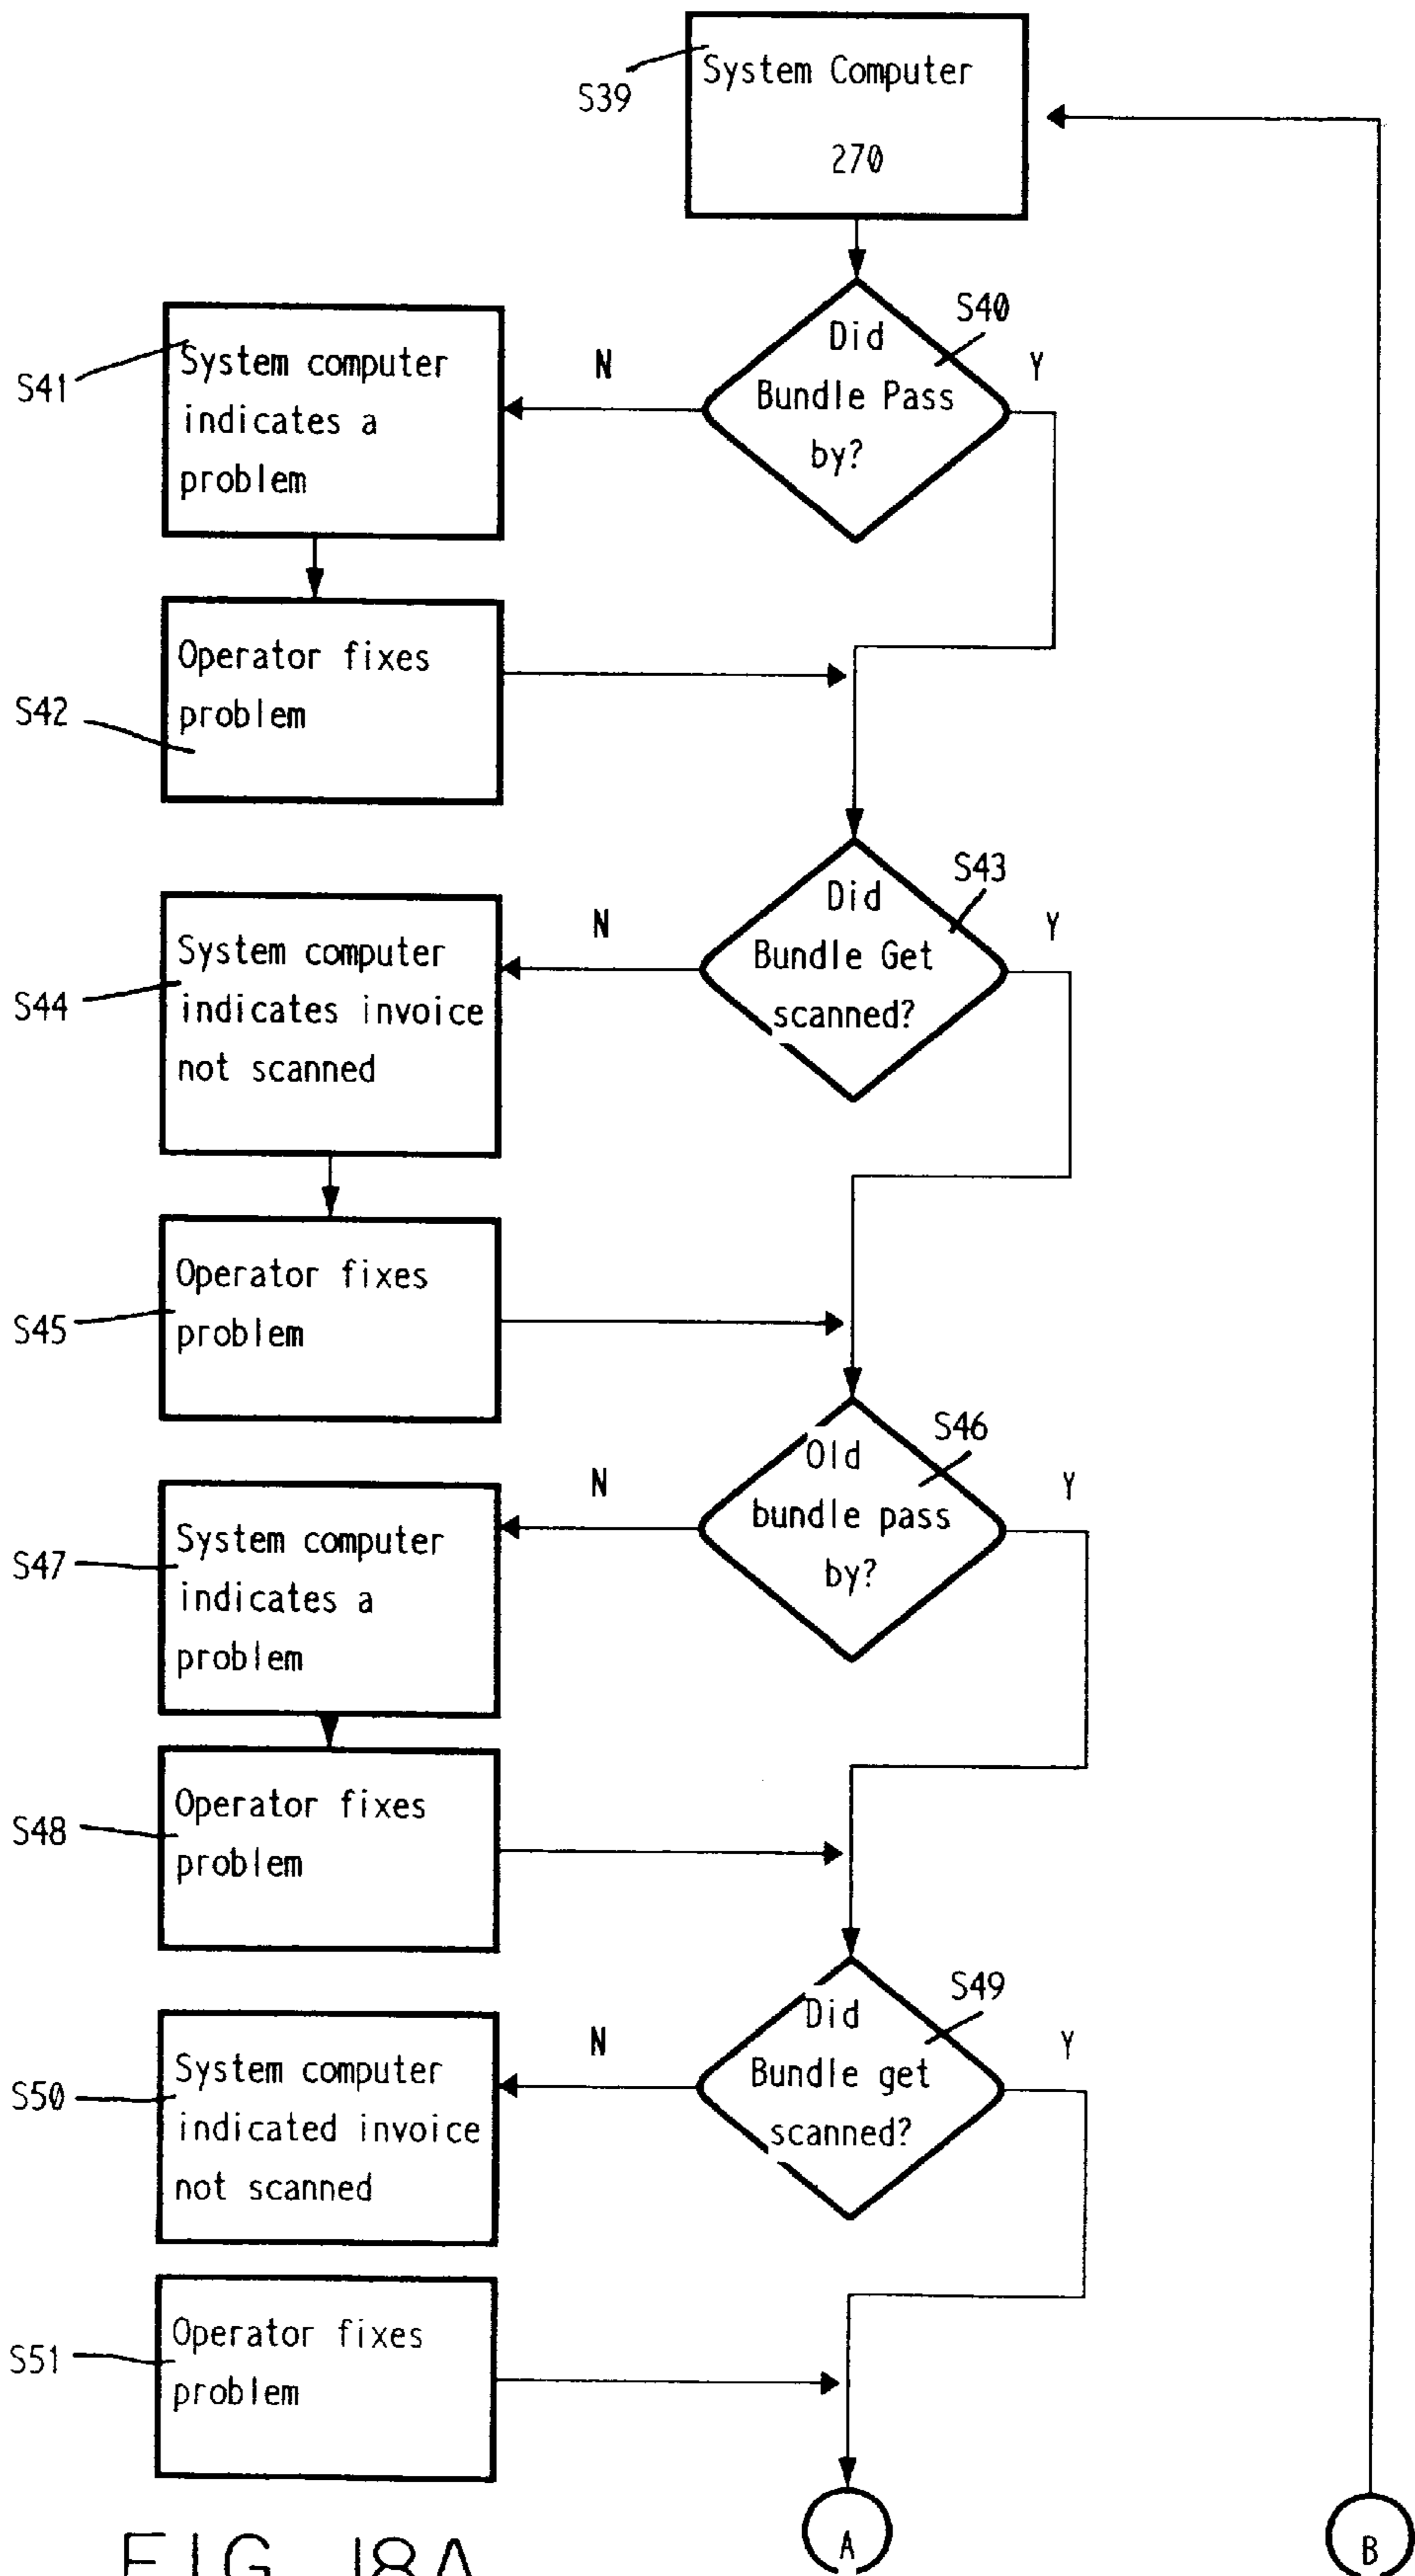 System Computer
S39
270
S40
Did
Bundle Pass
by?
N
Y
S41
System computer
indicates a
problem
S42
Operator fixes
problem
S43
Did
Bundle Get
scanned?
N
Y
S44
System computer
indicates invoice
not scanned
S45
Operator fixes
problem
S46
Old
bundle pass
by?
N
Y
S47
System computer
indicates a
problem
S48
Operator fixes
problem
S49
Did
Bundle get
scanned?
N
Y
S50
System computer
indicated invoice
not scanned
S51
Operator fixes
problem
A
B
FIG 18A